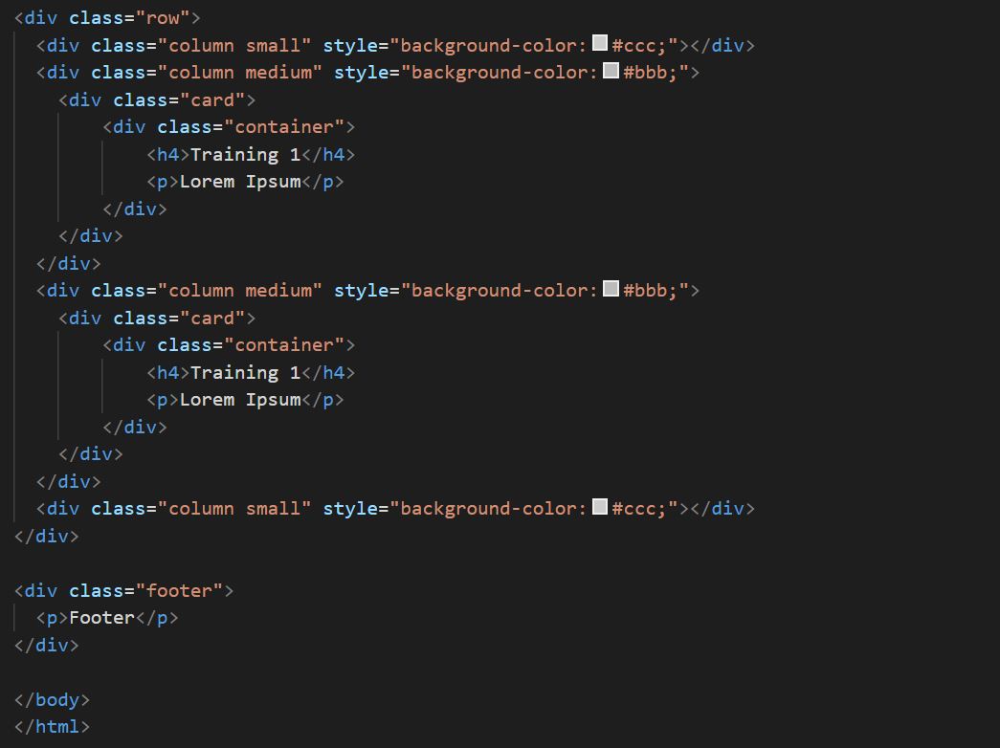 <div class="row">
  <div class="column small" style="background-color:#ccc;"></div>
  <div class="column medium" style="background-color:#bbb;">
    <div class="card">
        <div class="container">
            <h4>Training 1</h4>
            <p>Lorem Ipsum</p>
        </div>
    </div>
  </div>
  <div class="column medium" style="background-color:#bbb;">
    <div class="card">
        <div class="container">
            <h4>Training 1</h4>
            <p>Lorem Ipsum</p>
        </div>
    </div>
  </div>
  <div class="column small" style="background-color:#ccc;"></div>
</div>

<div class="footer">
  <p>Footer</p>
</div>

</body>
</html>